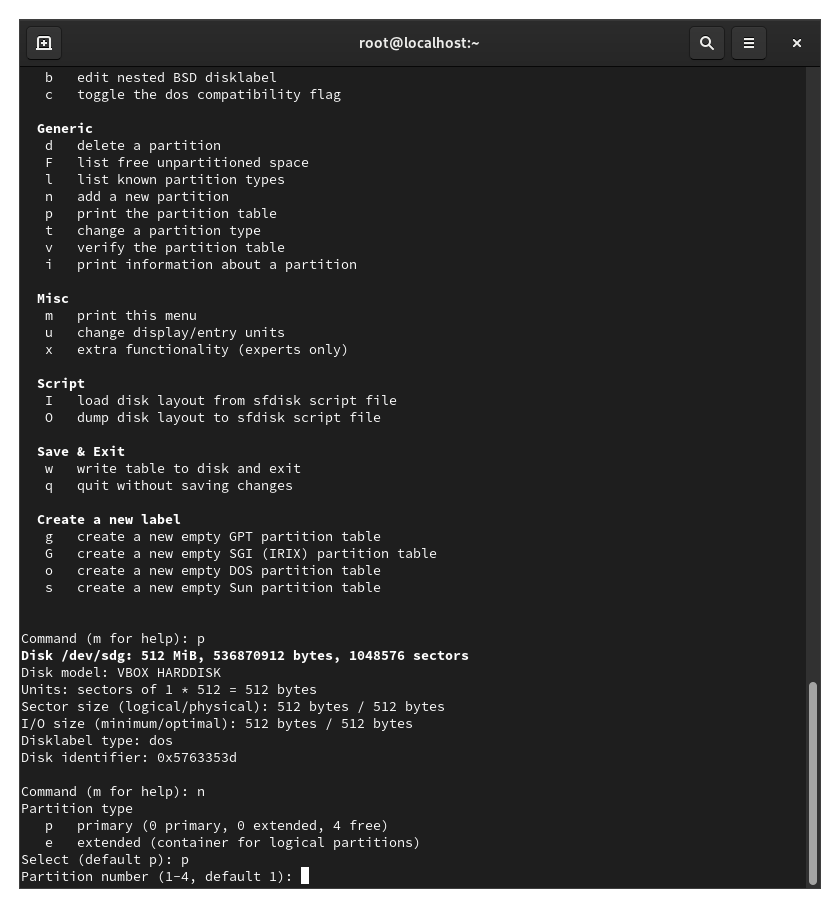 root@localhost:~
b   edit nested BSD disklabel
c   toggle the dos compatibility flag
Generic
d   delete a partition
F   list free unpartitioned space
l   list known partition types
n   add a new partition
p   print the partition table
t   change a partition type
v   verify the partition table
i   print information about a partition
Misc
m   print this menu
u   change display/entry units
x   extra functionality (experts only)
Script
I   load disk layout from sfdisk script file
O   dump disk layout to sfdisk script file
Save & Exit
w   write table to disk and exit
q   quit without saving changes
Create a new label
g   create a new empty GPT partition table
G   create a new empty SGI (IRIX) partition table
o   create a new empty DOS partition table
s   create a new empty Sun partition table
Command (m for help): p
Disk /dev/sdg: 512 MiB, 536870912 bytes, 1048576 sectors
Disk model: VBOX HARDDISK
Units: sectors of 1 * 512 = 512 bytes
Sector size (logical/physical): 512 bytes / 512 bytes
I/O size (minimum/optimal): 512 bytes / 512 bytes
Disklabel type: dos
Disk identifier: 0x5763353d
Command (m for help): n
Partition type
p   primary (0 primary, 0 extended, 4 free)
e   extended (container for logical partitions)
Select (default p): p
Partition number (1-4, default 1):